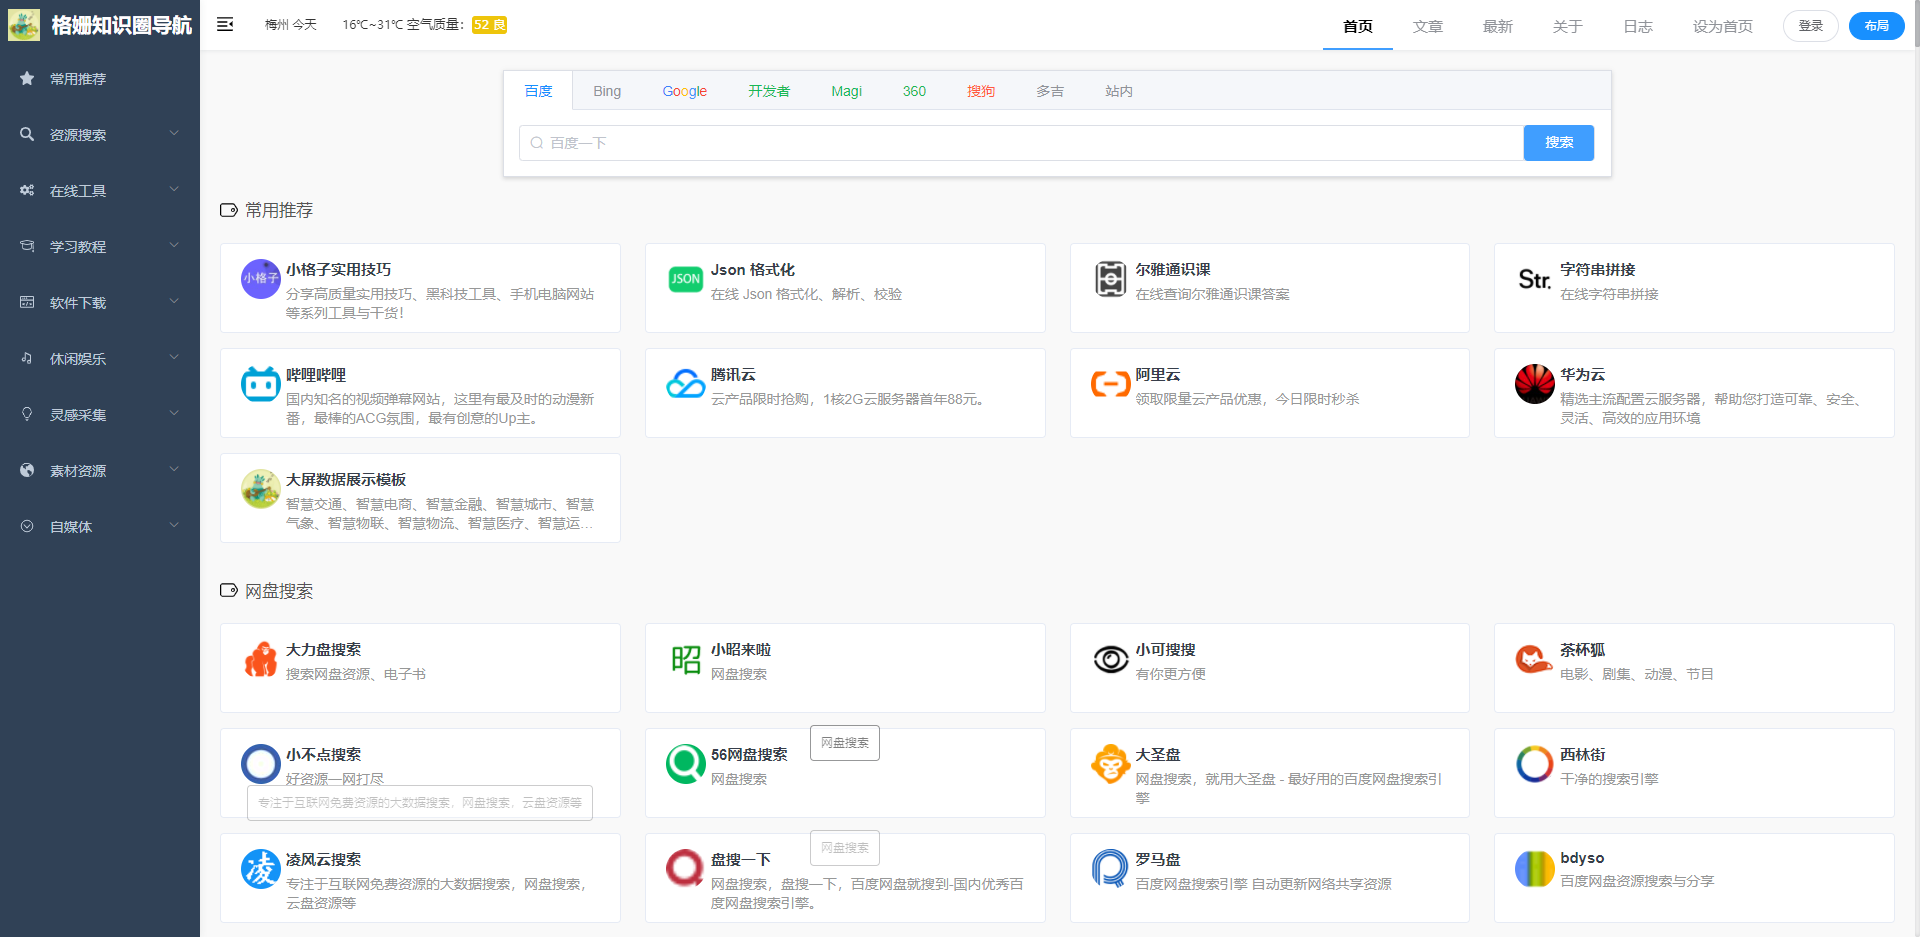 格姗知识圈导航
梅州 今天 16℃~31℃ 空气质量： 52 良
首页 文章 最新 关于 日志 设为首页 登录 布局
常用推荐
资源搜索
在线工具
学习教程
软件下载
休闲娱乐
灵感采集
素材资源
自媒体
百度 Bing Google 开发者 Magi 360 搜狗 多吉 站内
百度一下 搜索
常用推荐
小格子
小格子实用技巧
分享高质量实用技巧、黑科技工具、手机电脑网站
等系列工具与干货！
JSON
Json 格式化
在线 Json 格式化、解析、校验
尔雅通识课
在线查询尔雅通识课答案
Str.
字符串拼接
在线字符串拼接
哔哩哔哩
国内知名的视频弹幕网站，这里有最及时的动漫新
番，最棒的ACG氛围，最有创意的Up主。
腾讯云
云产品限时抢购，1核2G云服务器首年88元。
阿里云
领取限量云产品优惠，今日限时秒杀
华为云
精选主流配置云服务器，帮助您打造可靠、安全、
灵活、高效的应用环境
大屏数据展示模板
智慧交通、智慧电商、智慧金融、智慧城市、智慧
气象、智慧物联、智慧物流、智慧医疗、智慧运...
网盘搜索
大力盘搜索
搜索网盘资源、电子书
昭
小昭来啦
网盘搜索
小可搜搜
有你更方便
茶杯狐
电影、剧集、动漫、节目
小不点搜索
好资源一网打尽
专注于互联网免费资源的大数据搜索，网盘搜索，云盘资源等
56网盘搜索
网盘搜索
网盘搜索
大圣盘
网盘搜索，就用大圣盘 - 最好用的百度网盘搜索引
擎
西林街
干净的搜索引擎
凌
凌风云搜索
专注于互联网免费资源的大数据搜索，网盘搜索，
云盘资源等
盘搜一下
网盘搜索
网盘搜索，盘搜一下，百度网盘就搜到-国内优秀百
度网盘搜索引擎。
罗马盘
百度网盘搜索引擎 自动更新网络共享资源
bdyso
百度网盘资源搜索与分享